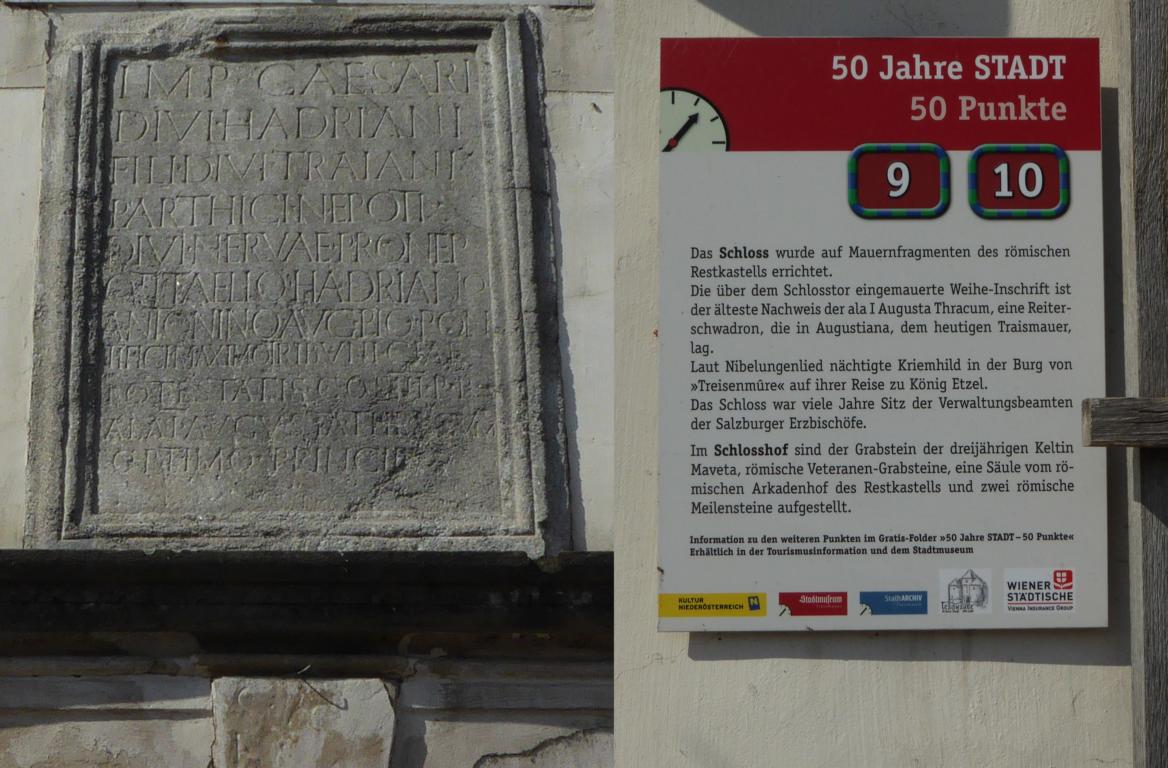 IMP CAESARI
DIVI HADRIANI
FILI DIVI TRAIANI
PARTHICI NEPOTI
DIVI NERVAE PRONEP
AELIO HADRIANO
ANTONINO AVG PIO PON
OPTIMO PRINCIPI
50 Jahre STADT
50 Punkte
9 10
Das Schloss wurde auf Mauernfragmenten des römischen
Restkastells errichtet.
Die über dem Schlosstor eingemauerte Weihe-Inschrift ist
der älteste Nachweis der ala I Augusta Thracum, eine Reiter-
schwadron, die in Augustiana, dem heutigen Traismauer,
lag.
Laut Nibelungenlied nächtigte Kriemhild in der Burg von
»Treisenmûre« auf ihrer Reise zu König Etzel.
Das Schloss war viele Jahre Sitz der Verwaltungsbeamten
der Salzburger Erzbischöfe.
Im Schlosshof sind der Grabstein der dreijährigen Keltin
Maveta, römische Veteranen-Grabsteine, eine Säule vom rö-
mischen Arkadenhof des Restkastells und zwei römische
Meilensteine aufgestellt.
Information zu den weiteren Punkten im Gratis-Folder »50 Jahre STADT – 50 Punkte«
Erhältlich in der Tourismusinformation und dem Stadtmuseum
KULTUR
NIEDERÖSTERREICH
Stadtmuseum
Traismauer
StadtARCHIV
Traismauer
WIENER
STÄDTISCHE
VIENNA INSURANCE GROUP